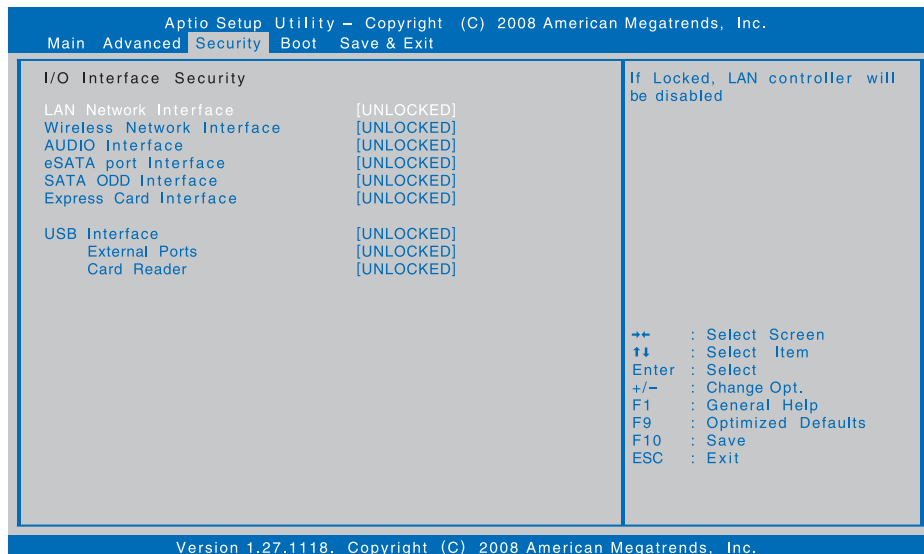 Aptio Setup Utility – Copyright (C) 2008 American Megatrends, Inc.
Main Advanced Security Boot Save & Exit
I/O Interface Security
LAN Network Interface [UNLOCKED]
Wireless Network Interface [UNLOCKED]
AUDIO Interface [UNLOCKED]
eSATA port Interface [UNLOCKED]
SATA ODD Interface [UNLOCKED]
Express Card Interface [UNLOCKED]
USB Interface [UNLOCKED]
External Ports [UNLOCKED]
Card Reader [UNLOCKED]
If Locked, LAN controller will
be disabled
→← : Select Screen
↑↓ : Select Item
Enter : Select
+/– : Change Opt.
F1 : General Help
F9 : Optimized Defaults
F10 : Save
ESC : Exit
Version 1.27.1118. Copyright (C) 2008 American Megatrends, Inc.